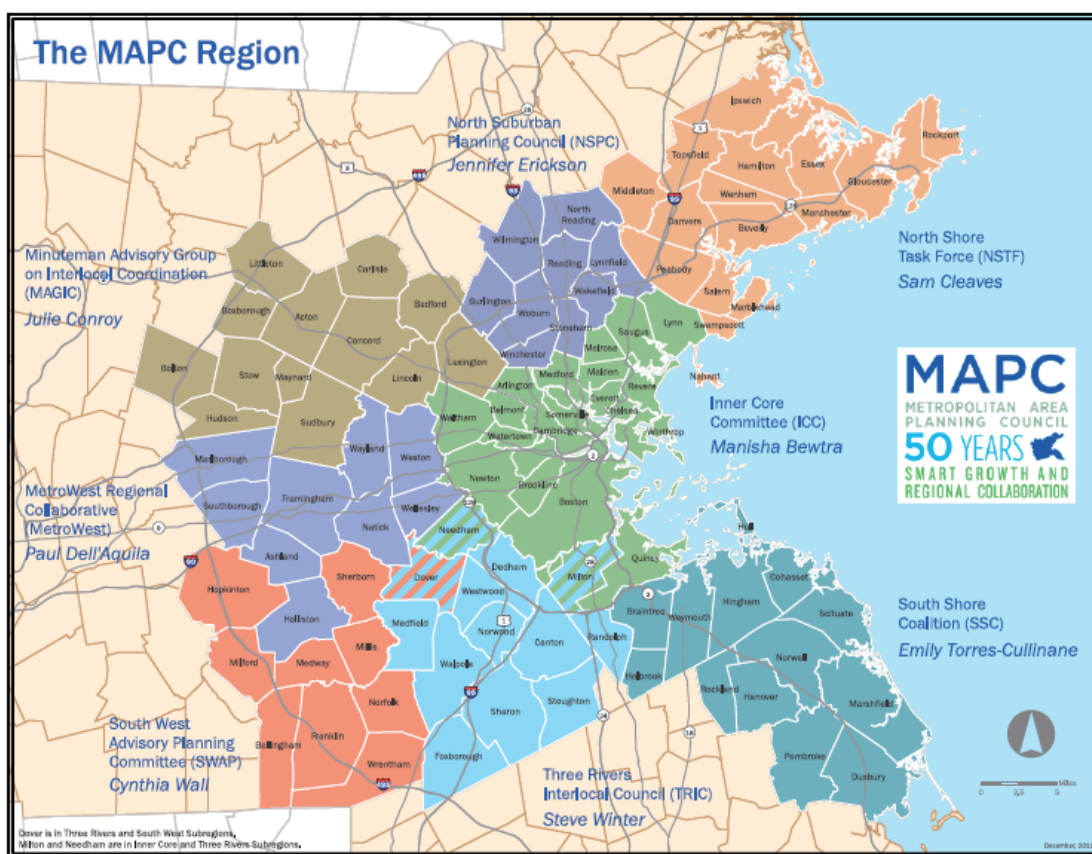 The MAPC Region
North Suburban
Planning Council (NSPC)
Jennifer Erickson
Minuteman Advisory Group
on Interlocal Coordination
(MAGIC)
Julie Conroy
North Shore
Task Force (NSTF)
Sam Cleaves
MAPC
METROPOLITAN AREA
PLANNING COUNCIL
50 YEARS
SMART GROWTH AND
REGIONAL COLLABORATION
Inner Core
Committee (ICC)
Manisha Bewtra
MetroWest Regional
Collaborative
(MetroWest)
Paul Dell'Aquila
South Shore
Coalition (SSC)
Emily Torres-Cullinane
South West
Advisory Planning
Committee (SWAP)
Cynthia Wall
Three Rivers
Interlocal Council (TRIC)
Steve Winter
Ipswich
Rockport
Topsfield
Hamilton
Essex
Gloucester
Middleton
Wenham
Manchester
Danvers
Beverly
Peabody
Salem
Marblehead
Swampscott
Nahant
North
Reading
Wilmington
Reading
Lynnfield
Wakefield
Burlington
Woburn
Stoneham
Winchester
Littleton
Carlisle
Boxborough
Acton
Bedford
Concord
Lexington
Bolton
Stow
Maynard
Lincoln
Hudson
Sudbury
Saugus
Lynn
Melrose
Medford
Malden
Revere
Arlington
Everett
Chelsea
Waltham
Belmont
Somerville
Winthrop
Watertown
Cambridge
Newton
Brookline
Boston
Quincy
Milton
Needham
Marlborough
Wayland
Weston
Southborough
Framingham
Natick
Wellesley
Ashland
Holliston
Hopkinton
Sherborn
Dover
Milford
Medway
Millis
Norfolk
Franklin
Bellingham
Wrentham
Dedham
Westwood
Medfield
Norwood
Canton
Randolph
Walpole
Sharon
Stoughton
Foxborough
Hull
Cohasset
Hingham
Scituate
Braintree
Weymouth
Norwell
Holbrook
Rockland
Hanover
Marshfield
Pembroke
Duxbury
Miles
0 2.5 5
Dover is in Three Rivers and South West Subregions,
Milton and Needham are in Inner Core and Three Rivers Subregions.